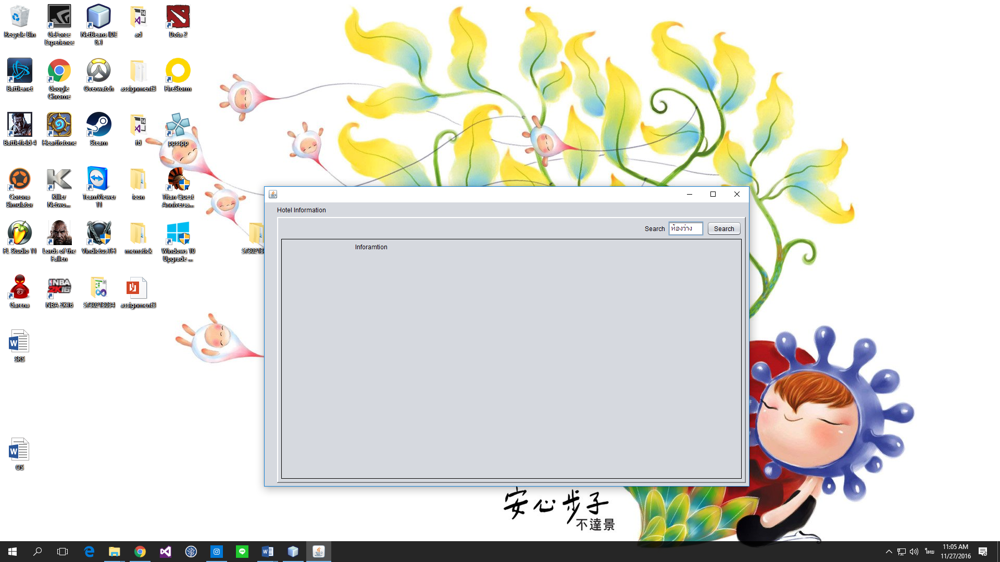 Recycle Bin
GeForce Experience
NetBeans IDE 8.1
ad
Dota 2
Battle.net
Google Chrome
Overwatch
assignment3
FireStorm
Battlefield 4
Hearthstone
Steam
fd
ppsspp
Corona Simulator
Killer Netwo...
TeamViewer 11
icon
Titan Quest Anniversa...
FL Studio 11
Lords of the Fallen
VindictusTH
memstick
Windows 10 Upgrade ...
5730213
Garena
NBA 2K16
5730213034
assignment3
SRS
OS
Hotel Information
Search ห้องว่าง Search
Inforamtion
安心步子
不達景
ไทย
11:05 AM
11/27/2016